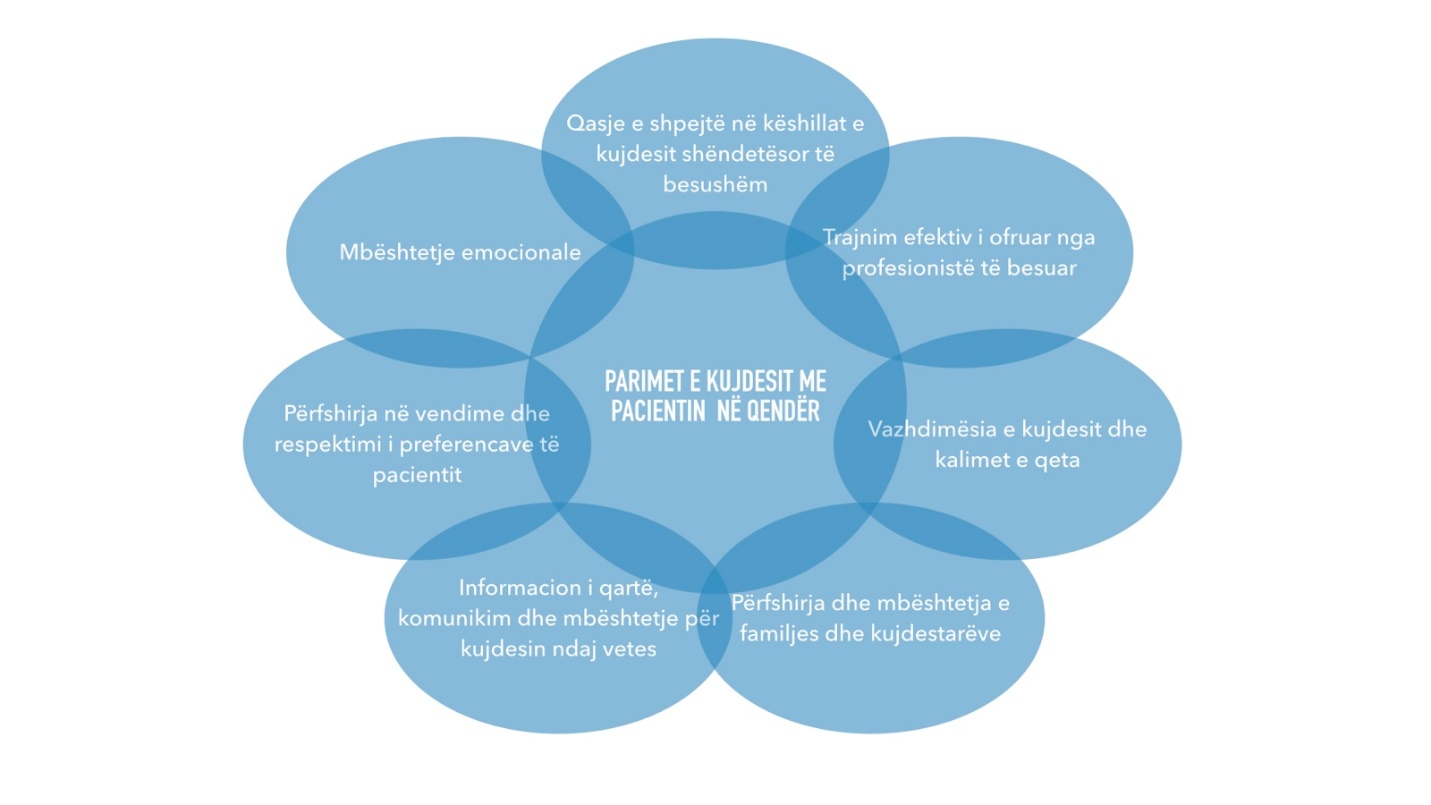 Qasje e shpejtë në këshillat e
kujdesit shëndetësor të
besushëm
Trajnim efektiv i ofruar nga
profesionistë të besuar
Vazhdimësia e kujdesit dhe
kalimet e qeta
Përfshirja dhe mbështetja e
familjes dhe kujdestarëve
Informacion i qartë,
komunikim dhe mbështetje për
kujdesin ndaj vetes
Përfshirja në vendime dhe
respektimi i preferencave të
pacientit
Mbështetje emocionale
PARIMET E KUJDESIT ME
PACIENTIN NË QENDËR